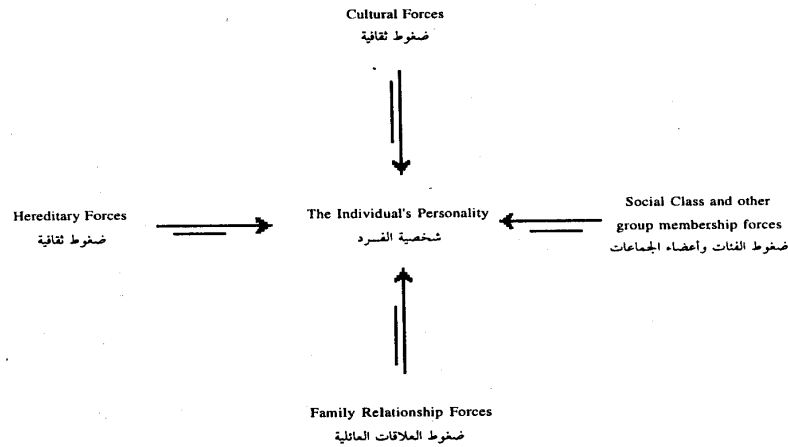 Cultural Forces
ضغوط ثقافية
Hereditary Forces
ضغوط ثقافية
The Individual's Personality
شخصية الفرد
Social Class and other
group membership forces
ضغوط الفئات وأعضاء الجماعات
Family Relationship Forces
ضغوط العلاقات العائلية